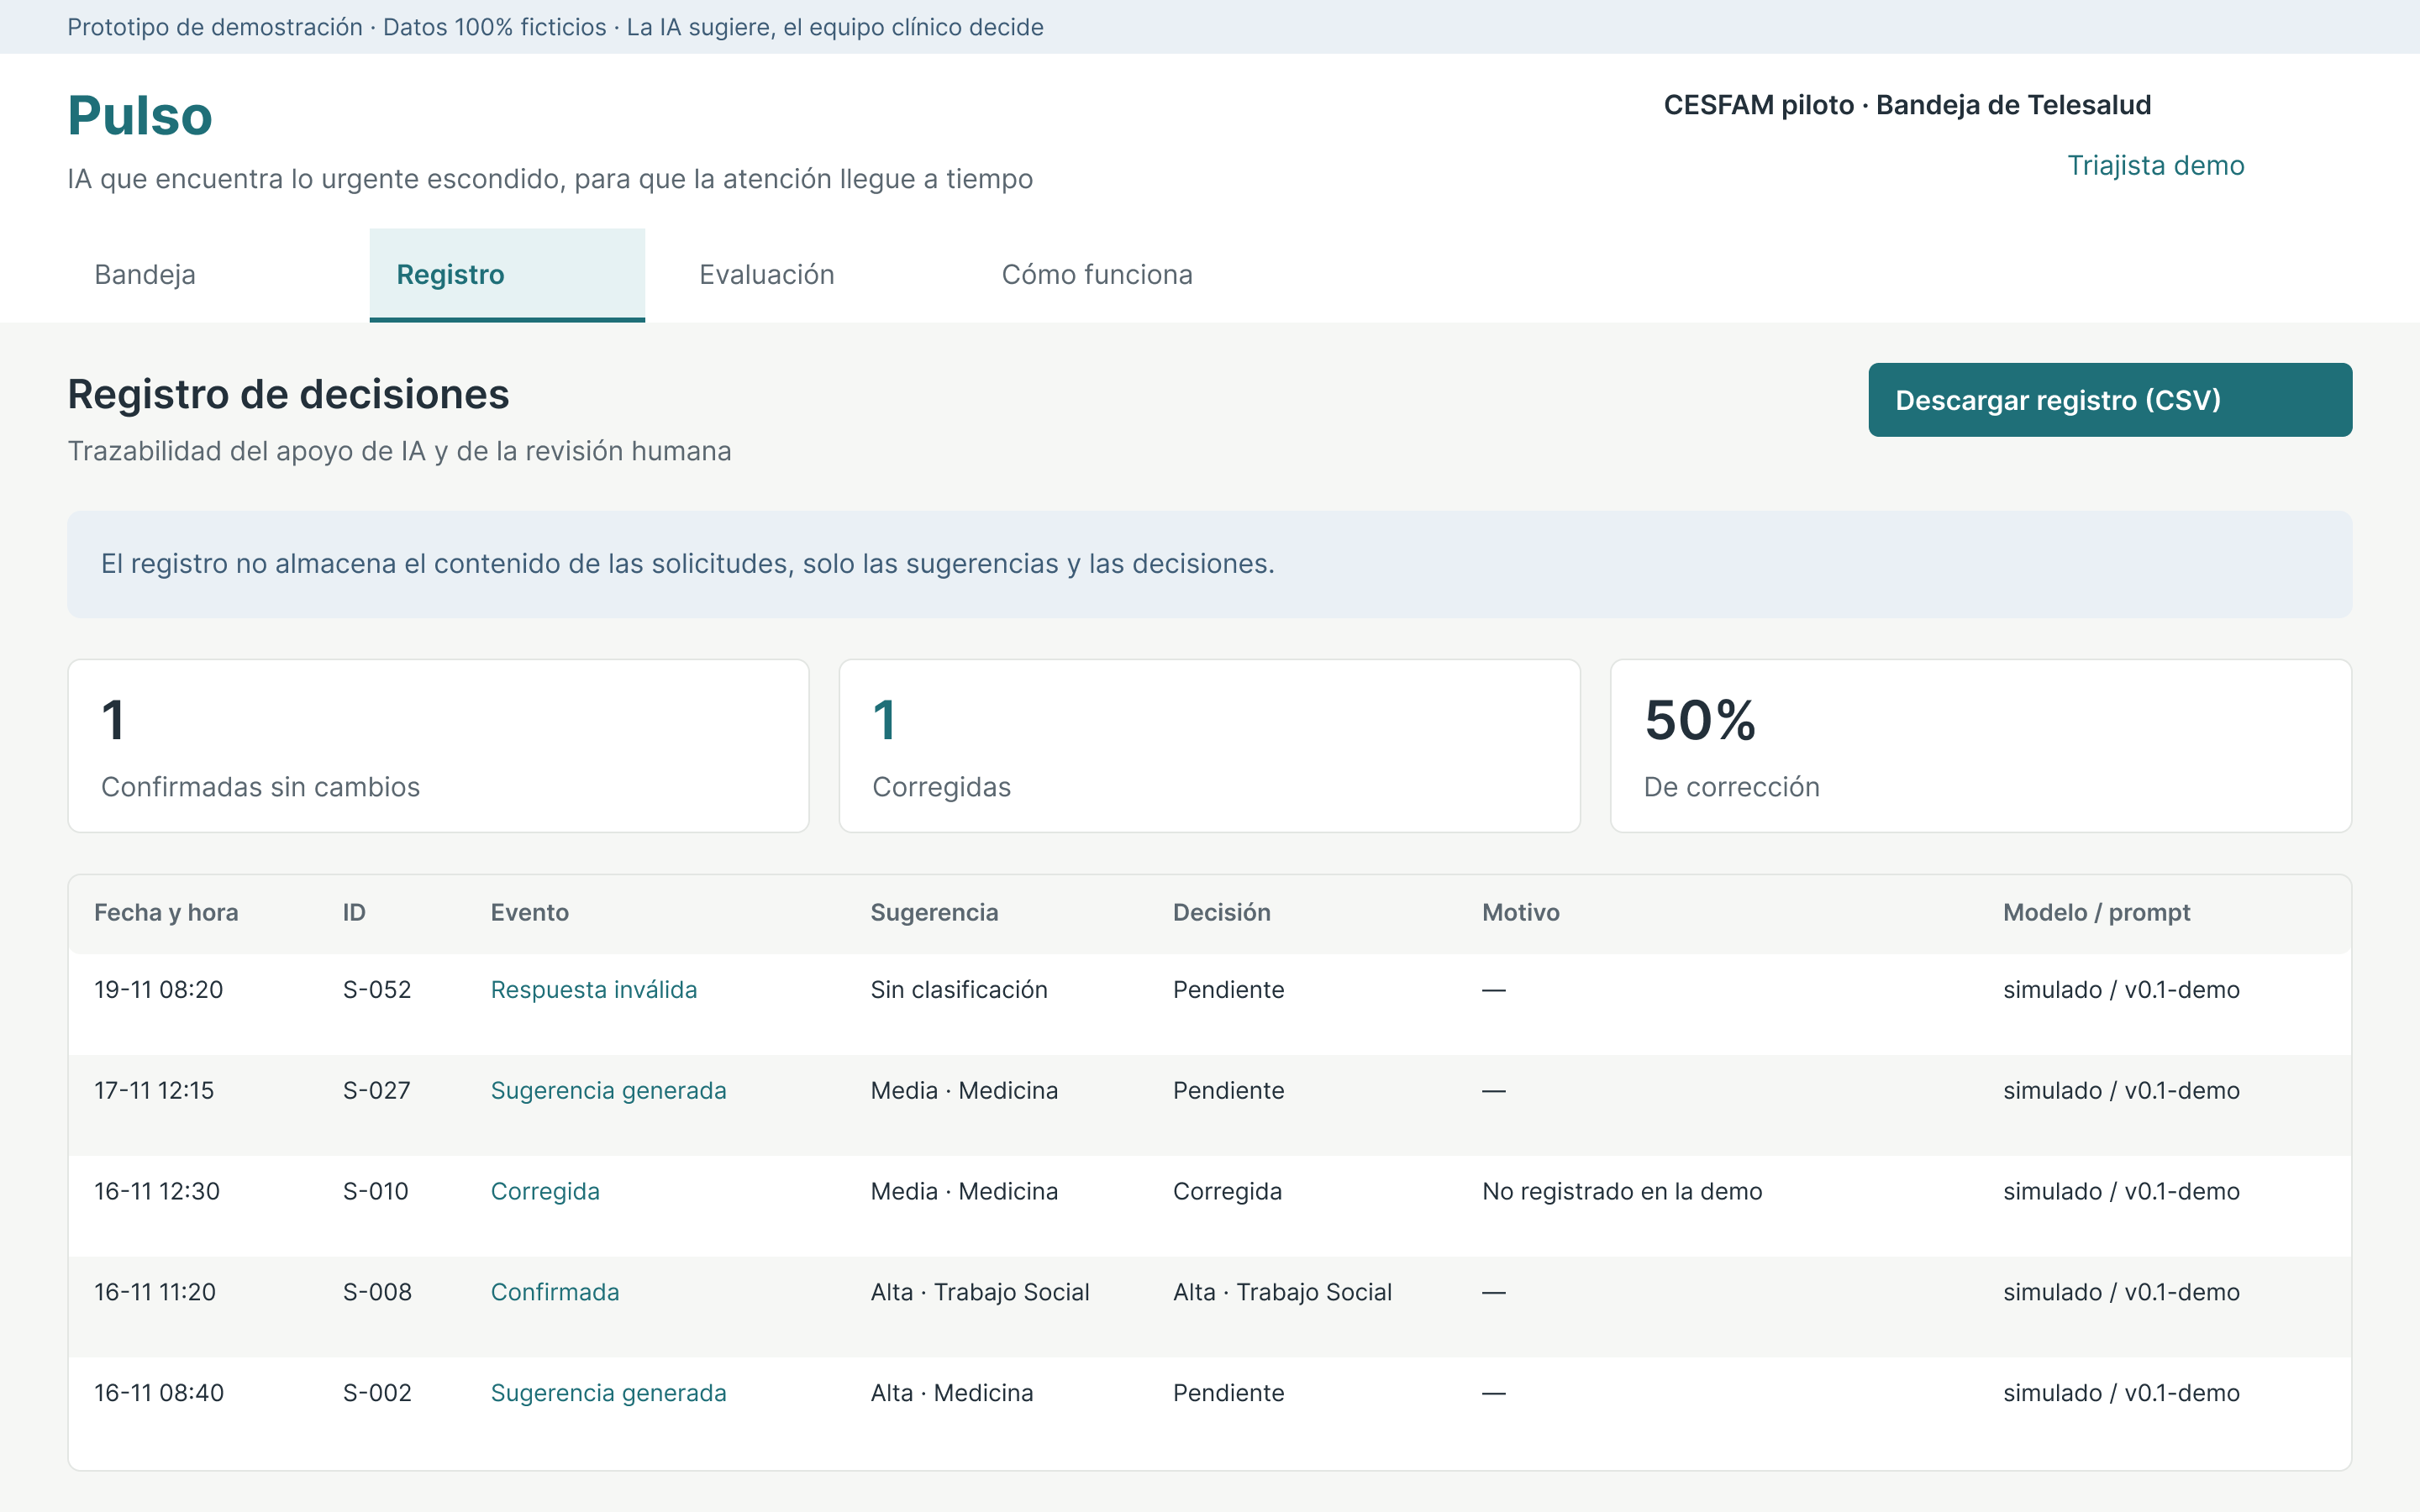 Prototipo de demostración · Datos 100% ficticios · La IA sugiere, el equipo clínico decide
Pulso
CESFAM piloto · Bandeja de Telesalud
IA que encuentra lo urgente escondido, para que la atención llegue a tiempo
Triajista demo
Bandeja Registro Evaluación Cómo funciona
Registro de decisiones
Descargar registro (CSV)
Trazabilidad del apoyo de IA y de la revisión humana
El registro no almacena el contenido de las solicitudes, solo las sugerencias y las decisiones.
1 1 50%
Confirmadas sin cambios Corregidas De corrección
Fecha y hora ID Evento Sugerencia Decisión Motivo Modelo / prompt
19-11 08:20 S-052 Respuesta inválida Sin clasificación Pendiente — simulado / v0.1-demo
17-11 12:15 S-027 Sugerencia generada Media · Medicina Pendiente — simulado / v0.1-demo
16-11 12:30 S-010 Corregida Media · Medicina Corregida No registrado en la demo simulado / v0.1-demo
16-11 11:20 S-008 Confirmada Alta · Trabajo Social Alta · Trabajo Social — simulado / v0.1-demo
16-11 08:40 S-002 Sugerencia generada Alta · Medicina Pendiente — simulado / v0.1-demo